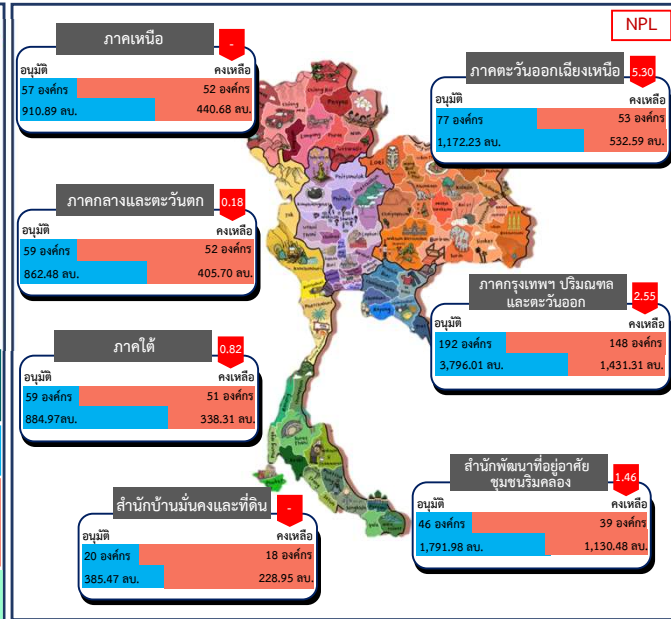 NPL
ภาคเหนือ
-
อนุมัติ คงเหลือ
57 องค์กร 52 องค์กร
910.89 ลบ. 440.68 ลบ.
ภาคตะวันออกเฉียงเหนือ
5.30
อนุมัติ คงเหลือ
77 องค์กร 53 องค์กร
1,172.23 ลบ. 532.59 ลบ.
ภาคกลางและตะวันตก
0.18
อนุมัติ คงเหลือ
59 องค์กร 52 องค์กร
862.48 ลบ. 405.70 ลบ.
ภาคกรุงเทพฯ ปริมณฑล
และตะวันออก
2.55
อนุมัติ คงเหลือ
192 องค์กร 148 องค์กร
3,796.01 ลบ. 1,431.31 ลบ.
ภาคใต้
0.82
อนุมัติ คงเหลือ
59 องค์กร 51 องค์กร
884.97ลบ. 338.31 ลบ.
สำนักพัฒนาที่อยู่อาศัย
ชุมชนริมคลอง
1.46
อนุมัติ คงเหลือ
46 องค์กร 39 องค์กร
1,791.98 ลบ. 1,130.48 ลบ.
สำนักบ้านมั่นคงและที่ดิน
-
อนุมัติ คงเหลือ
20 องค์กร 18 องค์กร
385.47 ลบ. 228.95 ลบ.